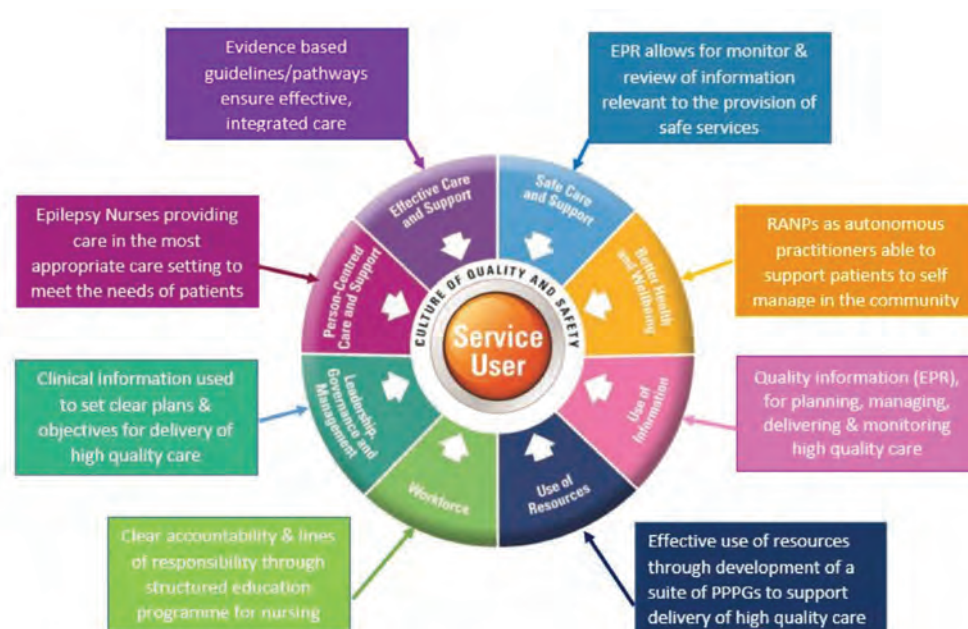 Evidence based
guidelines/pathways
ensure effective,
integrated care
EPR allows for monitor &
review of information
relevant to the provision of
safe services
Epilepsy Nurses providing
care in the most
appropriate care setting to
meet the needs of patients
RANPs as autonomous
practitioners able to
support patients to self
manage in the community
Clinical information used
to set clear plans &
objectives for delivery of
high quality care
Quality information (EPR),
for planning, managing,
delivering & monitoring
high quality care
Clear accountability & lines
of responsibility through
structured education
programme for nursing
Effective use of resources
through development of a
suite of PPPGs to support
delivery of high quality care
Effective Care
and Support
Safe Care
and Support
Better Health
and Wellbeing
Use of
Information
Use of
Resources
Workforce
Leadership,
Governance and
Management
Person-Centred
Care and Support
CULTURE OF QUALITY AND SAFETY
Service
User